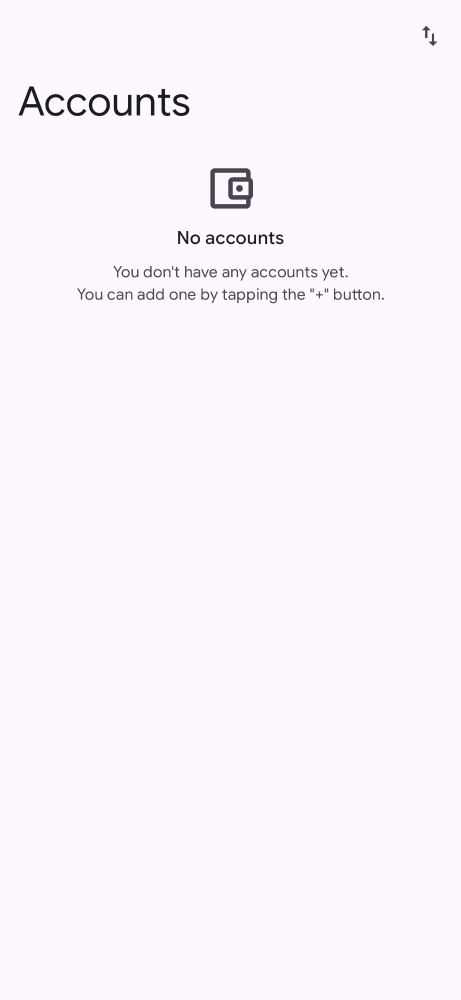 Accounts
No accounts
You don't have any accounts yet.
You can add one by tapping the "+" button.